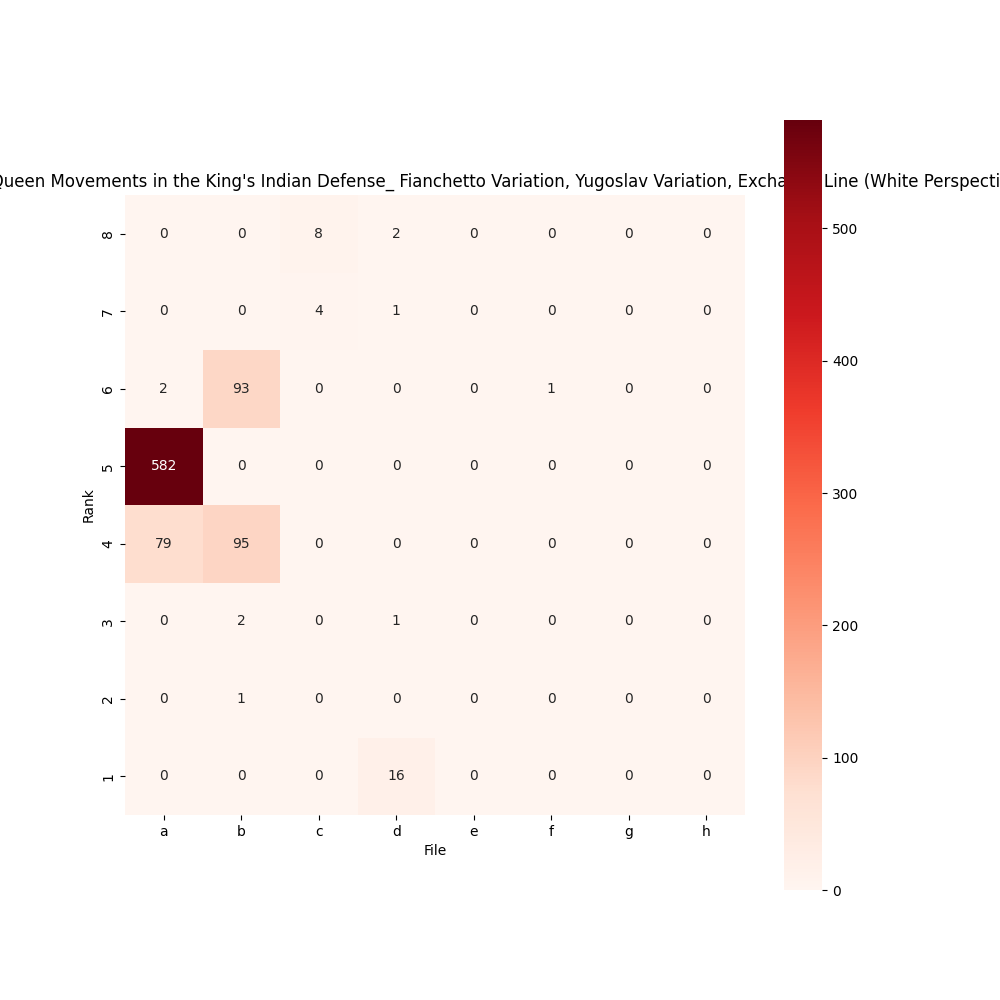 Queen Movements in the King's Indian Defense_ Fianchetto Variation, Yugoslav Variation, Line (White
8 0 0 8 2 0 0 0 0
500
7 0 0 4 1 0 0 0 0
400
6 2 93 0 0 0 1 0 0
5 582 0 0 0 0 0 0 0
300
Rank
4 79 95 0 0 0 0 0 0
200
3 0 2 0 1 0 0 0 0
2 0 1 0 0 0 0 0 0
100
1 0 0 0 16 0 0 0 0
a b c d e f g h
File
0